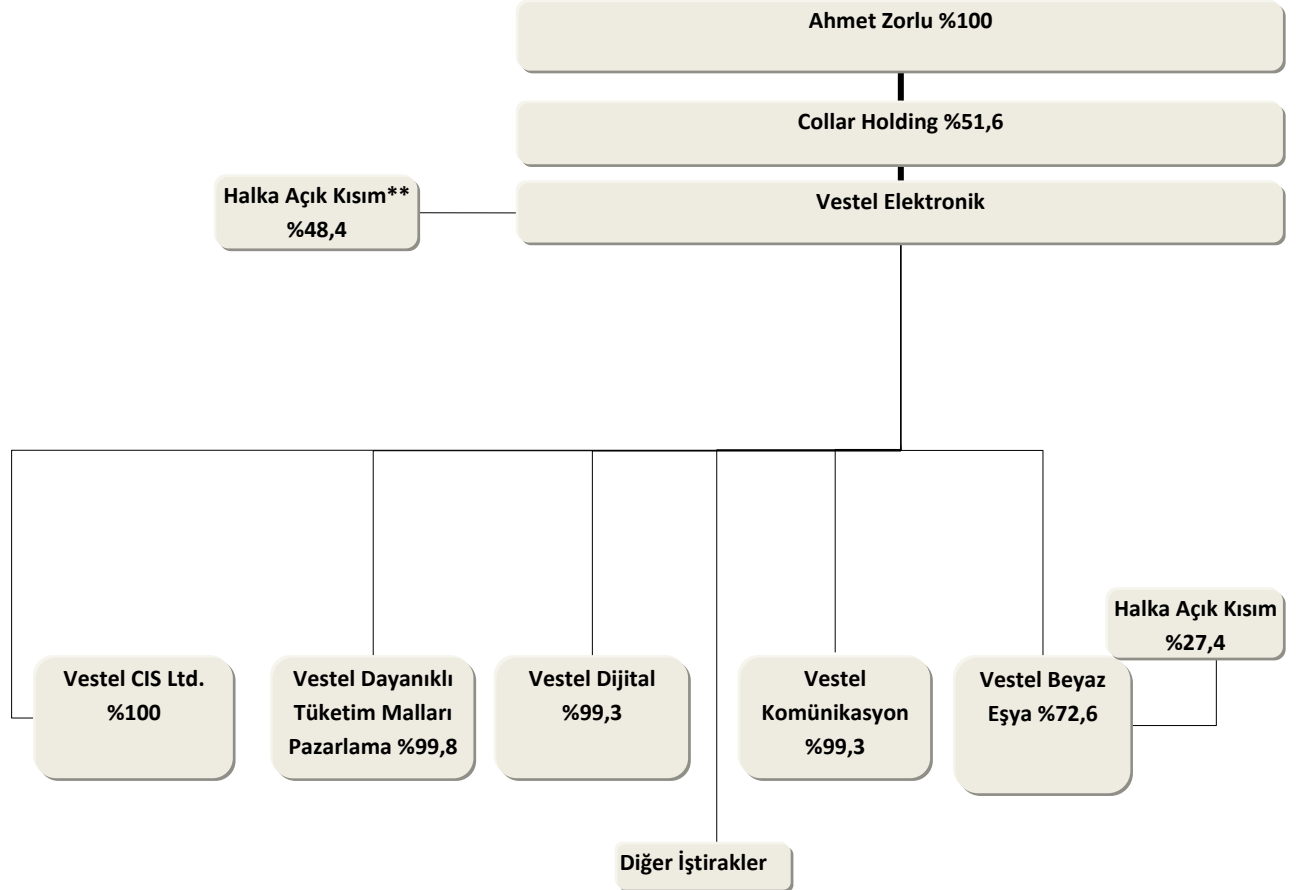 Ahmet Zorlu %100
Collar Holding %51,6
Halka Açık Kısım**
%48,4
Vestel Elektronik
Halka Açık Kısım
%27,4
Vestel CIS Ltd.
%100
Vestel Dayanıklı
Tüketim Malları
Pazarlama %99,8
Vestel Dijital
%99,3
Vestel
Komünikasyon
%99,3
Vestel Beyaz
Eşya %72,6
Diğer İştirakler